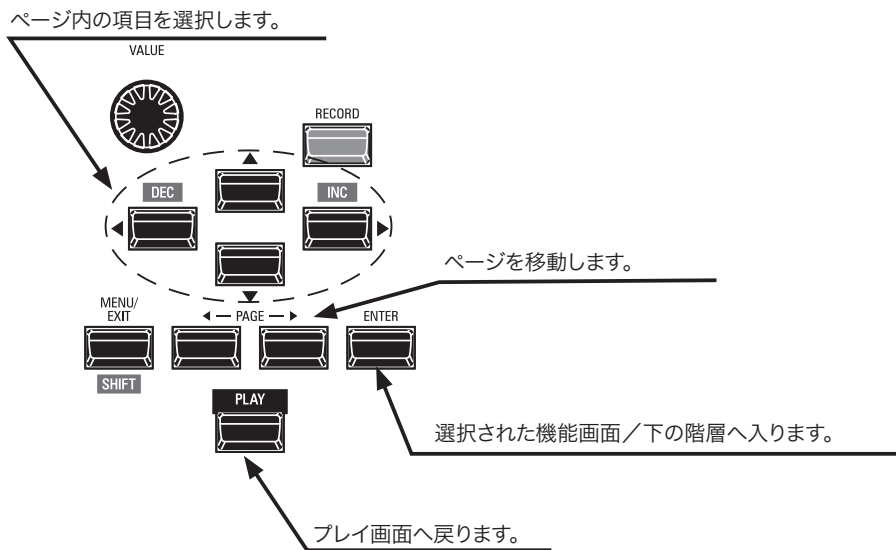 ページ内の項目を選択します。
VALUE
RECORD
▲
DEC
INC
◀
▶
ページを移動します。
▼
MENU/
EXIT
◀ — PAGE — ▶
ENTER
SHIFT
PLAY
選択された機能画面／下の階層へ入ります。
プレイ画面へ戻ります。